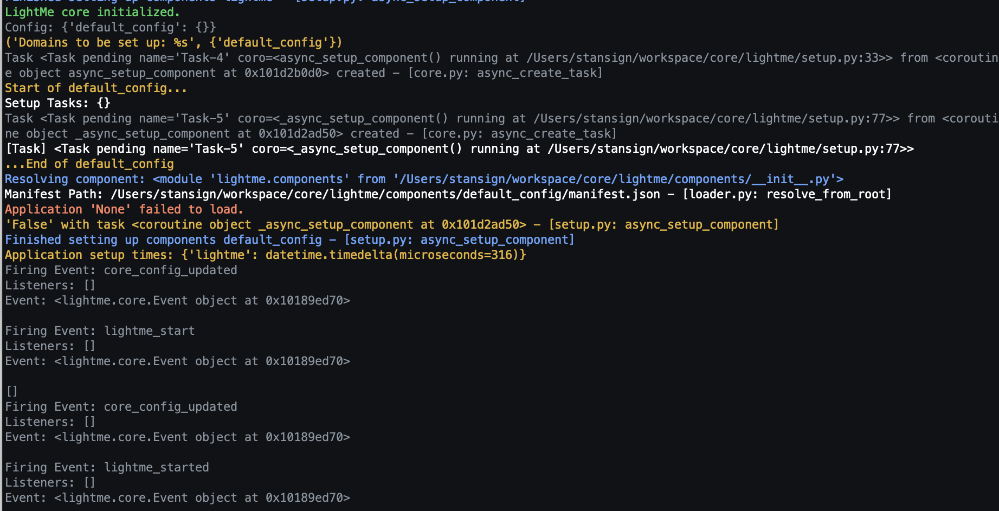 Finished setting up components lightme - [setup.py: async_setup_component]
LightMe core initialized.
Config: {'default_config': {}}
('Domains to be set up: %s', {'default_config'})
Task <Task pending name='Task-4' coro=<async_setup_component() running at /Users/stansign/workspace/core/lightme/setup.py:33>> from <coroutin
e object async_setup_component at 0x101d2b0d0> created - [core.py: async_create_task]
Start of default_config...
Setup Tasks: {}
Task <Task pending name='Task-5' coro=<_async_setup_component() running at /Users/stansign/workspace/core/lightme/setup.py:77>> from <corouti
ne object _async_setup_component at 0x101d2ad50> created - [core.py: async_create_task]
[Task] <Task pending name='Task-5' coro=<_async_setup_component() running at /Users/stansign/workspace/core/lightme/setup.py:77>>
...End of default_config
Resolving component: <module 'lightme.components' from '/Users/stansign/workspace/core/lightme/components/__init__.py'>
Manifest Path: /Users/stansign/workspace/core/lightme/components/default_config/manifest.json - [loader.py: resolve_from_root]
Application 'None' failed to load.
'False' with task <coroutine object _async_setup_component at 0x101d2ad50> - [setup.py: async_setup_component]
Finished setting up components default_config - [setup.py: async_setup_component]
Application setup times: {'lightme': datetime.timedelta(microseconds=316)}
Firing Event: core_config_updated
Listeners: []
Event: <lightme.core.Event object at 0x10189ed70>
Firing Event: lightme_start
Listeners: []
Event: <lightme.core.Event object at 0x10189ed70>
[]
Firing Event: core_config_updated
Listeners: []
Event: <lightme.core.Event object at 0x10189ed70>
Firing Event: lightme_started
Listeners: []
Event: <lightme.core.Event object at 0x10189ed70>